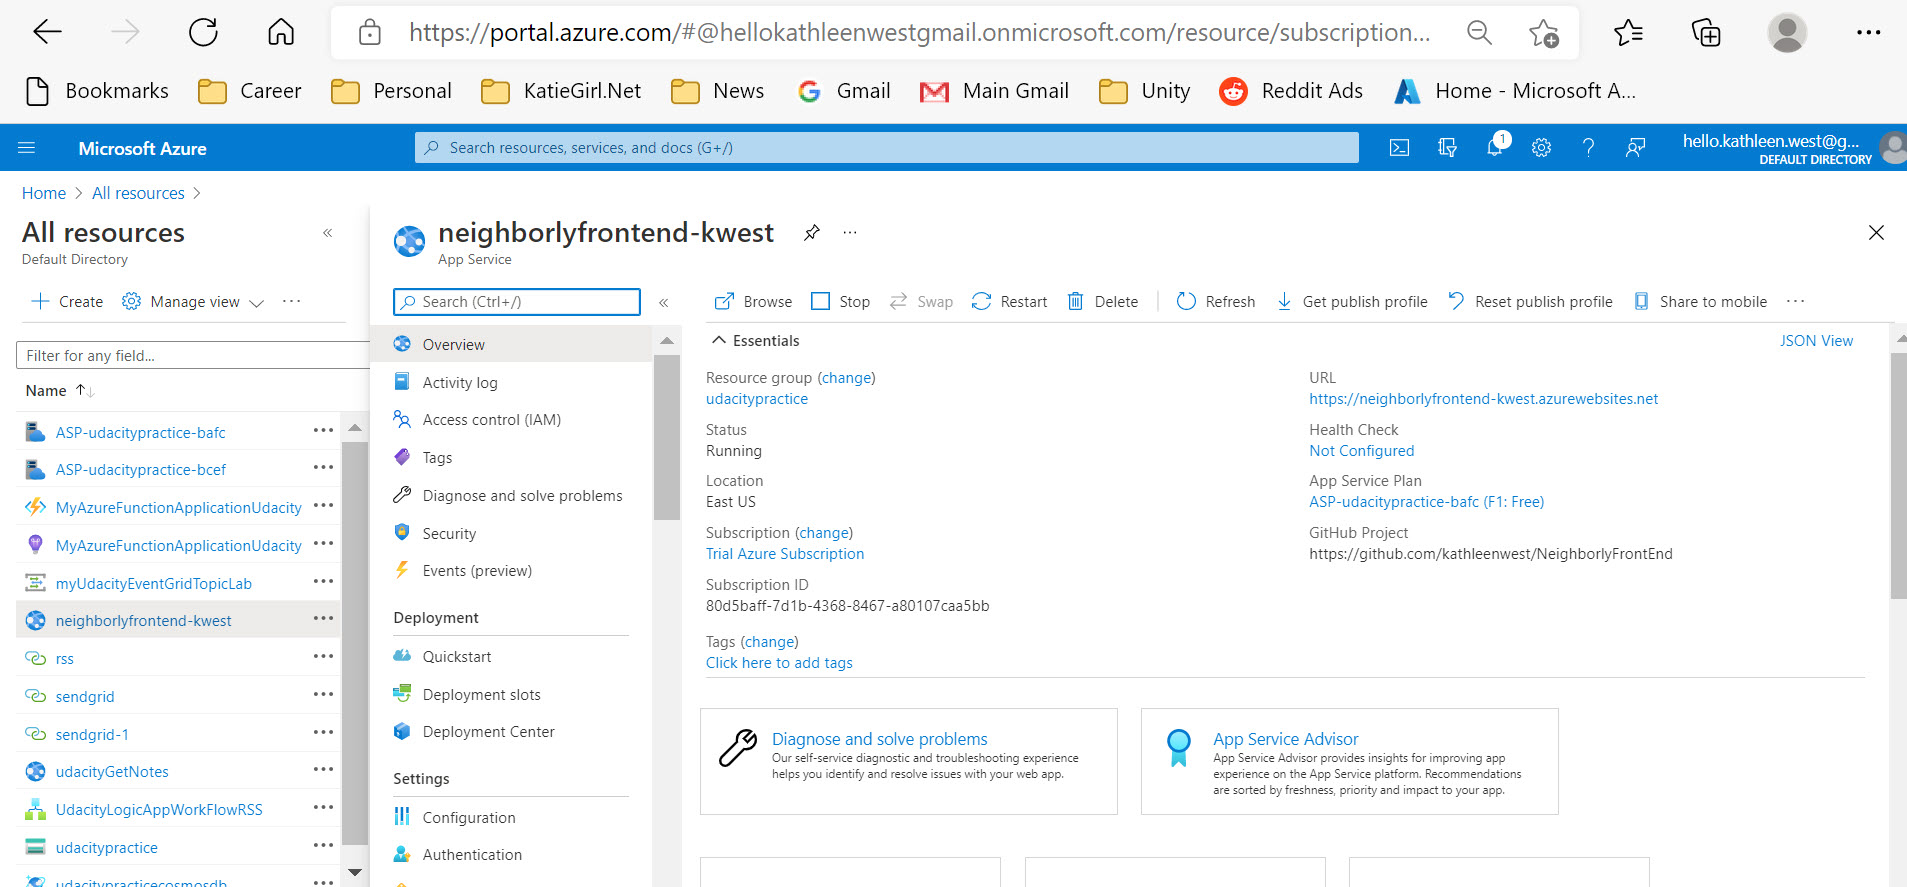 https://portal.azure.com/#@hellokathleenwestgmail.onmicrosoft.com/resource/subscription...
Bookmarks Career Personal KatieGirl.Net News Gmail Main Gmail Unity Reddit Ads Home - Microsoft A...
Microsoft Azure
Search resources, services, and docs (G+/)
1
hello.kathleen.west@g...
DEFAULT DIRECTORY
Home > All resources >
All resources
Default Directory
Create Manage view ...
Filter for any field...
Name
ASP-udacitypractice-bafc
ASP-udacitypractice-bcef
MyAzureFunctionApplicationUdacity
MyAzureFunctionApplicationUdacity
myUdacityEventGridTopicLab
neighborlyfrontend-kwest
rss
sendgrid
sendgrid-1
udacityGetNotes
UdacityLogicAppWorkFlowRSS
udacitypractice
udacitypracticecosmosdb
neighborlyfrontend-kwest
App Service
Search (Ctrl+/)
Overview
Activity log
Access control (IAM)
Tags
Diagnose and solve problems
Security
Events (preview)
Deployment
Quickstart
Deployment slots
Deployment Center
Settings
Configuration
Authentication
Browse Stop Swap Restart Delete Refresh Get publish profile Reset publish profile Share to mobile ...
Essentials
JSON View
Resource group (change)
udacitypractice
Status
Running
Location
East US
Subscription (change)
Trial Azure Subscription
Subscription ID
80d5baff-7d1b-4368-8467-a80107caa5bb
Tags (change)
Click here to add tags
URL
https://neighborlyfrontend-kwest.azurewebsites.net
Health Check
Not Configured
App Service Plan
ASP-udacitypractice-bafc (F1: Free)
GitHub Project
https://github.com/kathleenwest/NeighborlyFrontEnd
Diagnose and solve problems
Our self-service diagnostic and troubleshooting experience
helps you identify and resolve issues with your web app.
App Service Advisor
App Service Advisor provides insights for improving app
experience on the App Service platform. Recommendations
are sorted by freshness, priority and impact to your app.